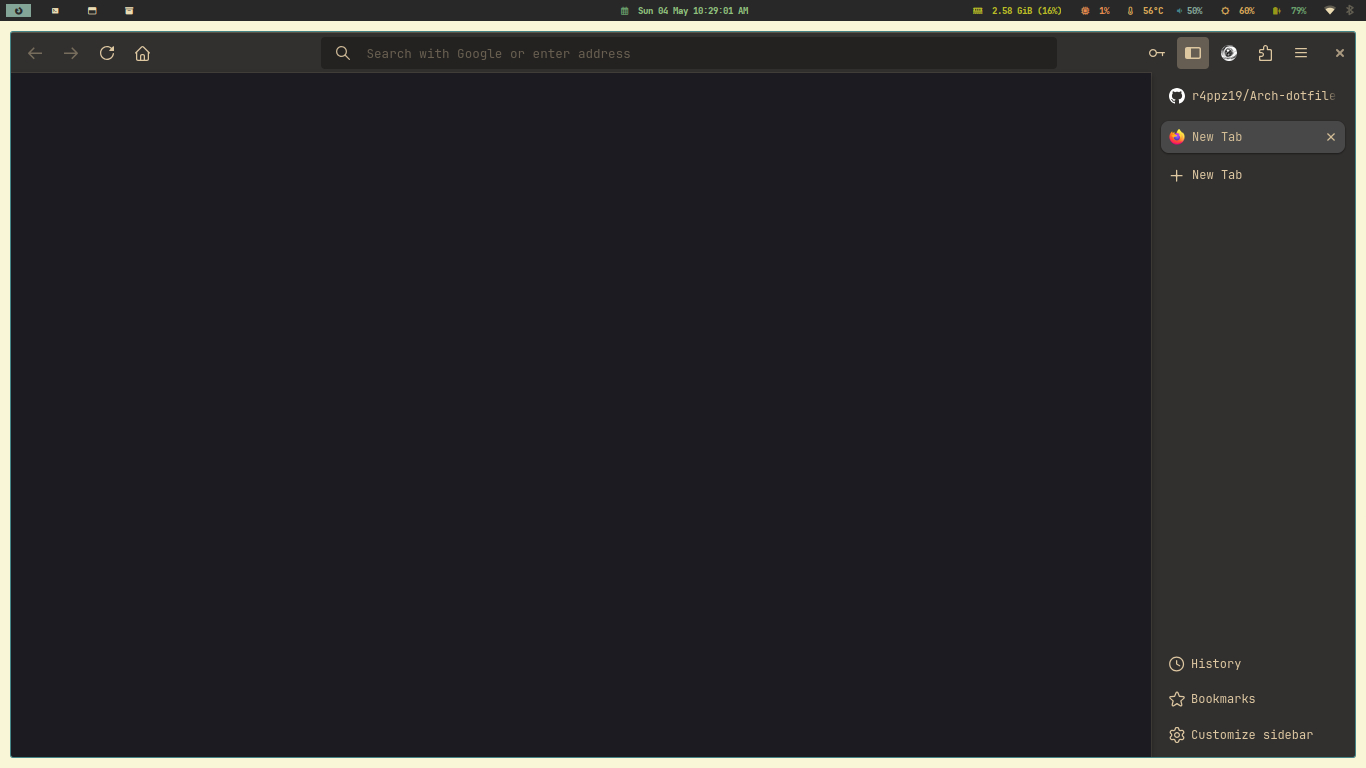 Sun 04 May 10:29:01 AM 2.58 GiB (16%) 1% 56°C 50% 60% 79%
Search with Google or enter address
r4ppz19/Arch-dotfile
New Tab
New Tab
History
Bookmarks
Customize sidebar